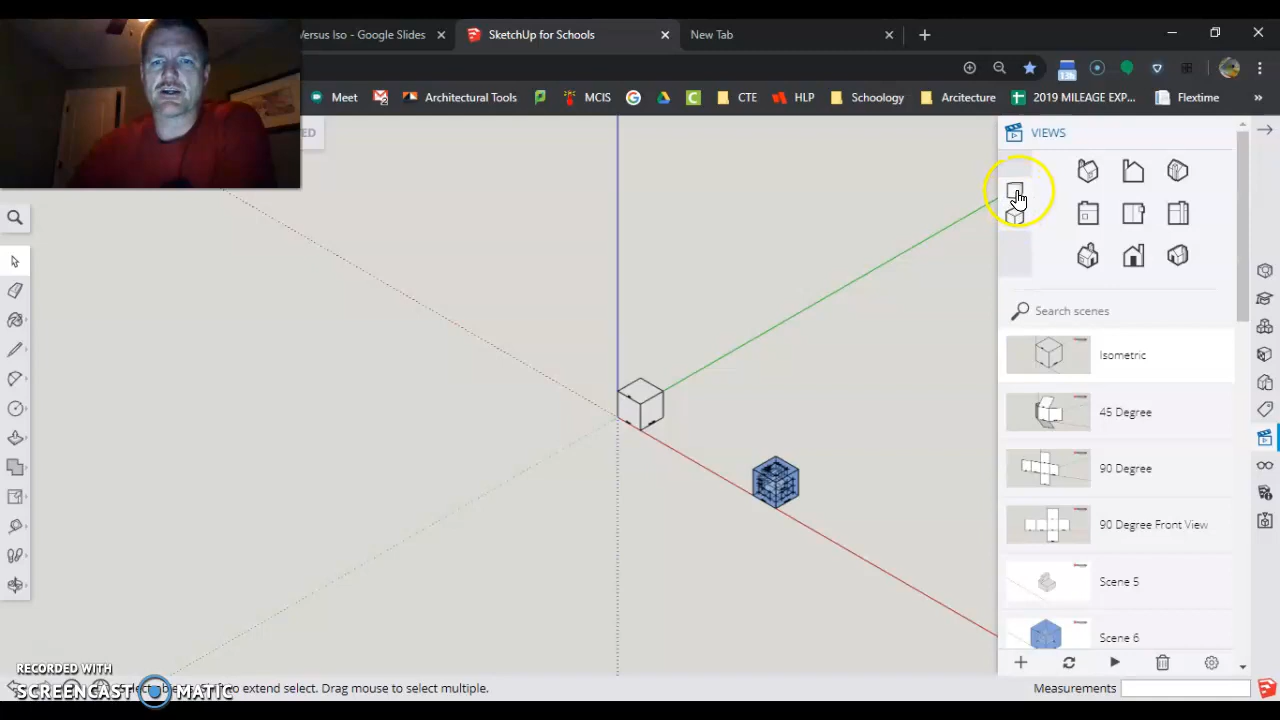 Versus Iso - Google Slides
SketchUp for Schools
New Tab
Meet
Architectural Tools
MCIS
CTE
HLP
Schoology
Arcitecture
2019 MILEAGE EXP...
Flextime
»
ED
VIEWS
Search scenes
Isometric
45 Degree
90 Degree
90 Degree Front View
Scene 5
Scene 6
RECORDED WITH
SCREENCAST MATIC
to extend select. Drag mouse to select multiple.
Measurements